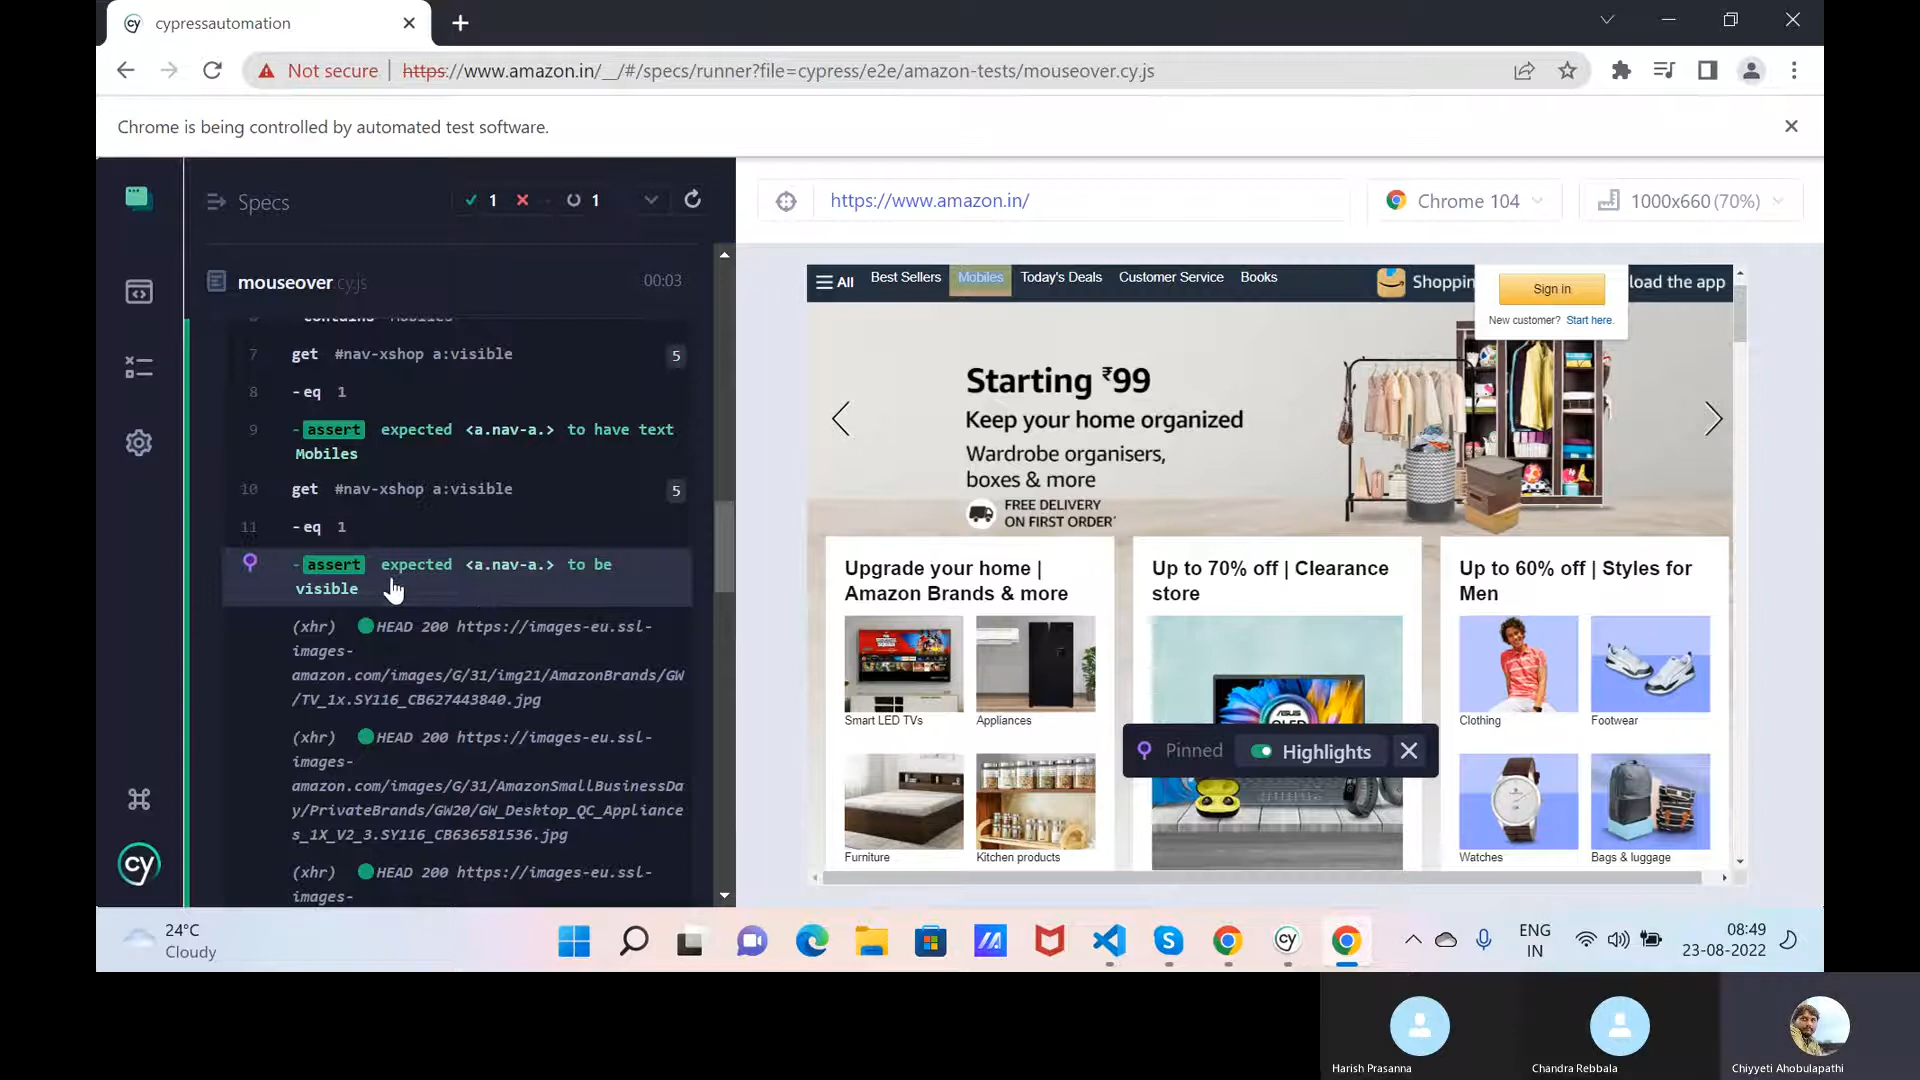 cypressautomation
Not secure
https://www.amazon.in/__/#/specs/runner?file=cypress/e2e/amazon-tests/mouseover.cy.js
Chrome is being controlled by automated test software.
Specs
1
1
https://www.amazon.in/
Chrome 104
1000x660 (70%)
mouseover cy.js
00:03
7 get #nav-xshop a:visible 5
8 -eq 1
9 -assert expected <a.nav-a.> to have text
Mobiles
10 get #nav-xshop a:visible 5
11 -eq 1
-assert expected <a.nav-a.> to be
visible
(xhr) HEAD 200 https://images-eu.ssl-
images-
amazon.com/images/G/31/img21/AmazonBrands/GW
/TV_1x.SY116_CB627443840.jpg
(xhr) HEAD 200 https://images-eu.ssl-
images-
amazon.com/images/G/31/AmazonSmallBusinessDa
y/PrivateBrands/GW20/GW_Desktop_QC_Appliance
s_1X_V2_3.SY116_CB636581536.jpg
(xhr) HEAD 200 https://images-eu.ssl-
images-
cy
All Best Sellers Mobiles Today's Deals Customer Service Books
Shoppin
load the app
Sign in
New customer? Start here.
Starting ₹99
Keep your home organized
Wardrobe organisers,
boxes & more
FREE DELIVERY
ON FIRST ORDER*
Upgrade your home |
Amazon Brands & more
Smart LED TVs
Appliances
Furniture
Kitchen products
Up to 70% off | Clearance
store
ASUS
Up to 60% off | Styles for
Men
Clothing
Footwear
Watches
Bags & luggage
Pinned
Highlights
24°C
Cloudy
ENG
IN
08:49
23-08-2022
Harish Prasanna
Chandra Rebbala
Chiyyeti Ahobulapathi